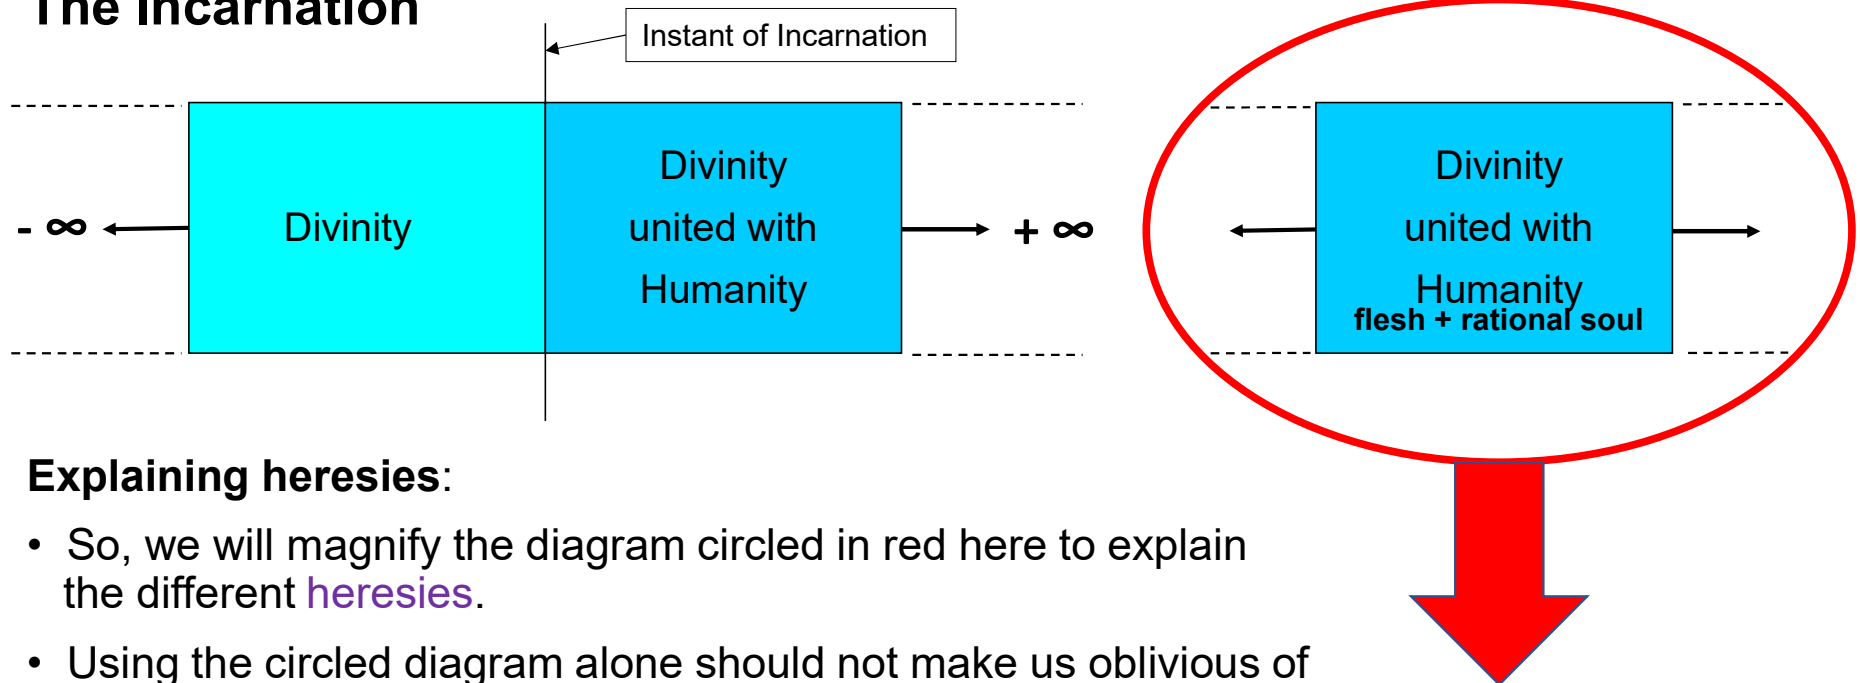 The Incarnation
Instant of Incarnation
- ∞
Divinity
Divinity
united with
Humanity
+ ∞
Divinity
united with
Humanity
flesh + rational soul
Explaining heresies:
• So, we will magnify the diagram circled in red here to explain
the different heresies.
• Using the circled diagram alone should not make us oblivious of